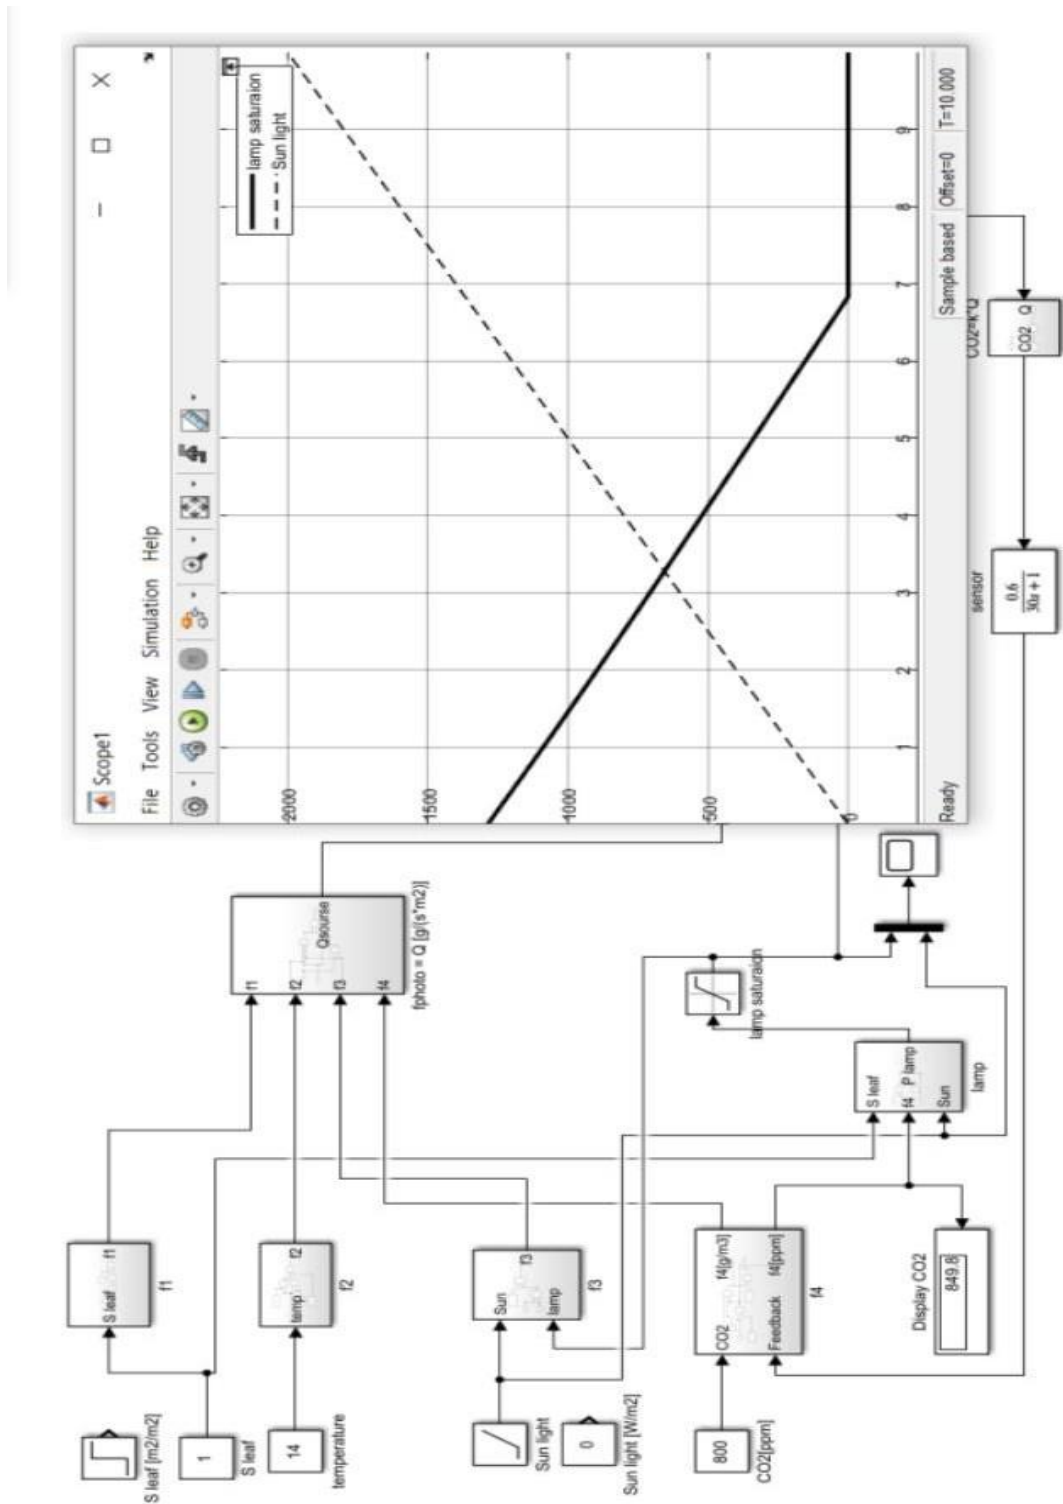 Scope1
File Tools View Simulation Help
2000
1500
1000
500
0
1
2
3
4
5
6
7
8
9
lamp saturaion
Sun light
Ready
Sample based
Offset=0
T=10.000
S leaf [m2/m2]
1
S leaf
14
temperature
Sun light
0
Sun light [W/m2]
800
CO2[ppm]
S leaf f1
f1
temp f2
f2
Sun
f3
lamp
f3
CO2 f4[g/m3]
Feedback f4[ppm]
f4
Display CO2
849.8
f1
f2 Qsourse
f3
f4
fphoto = Q [g/(s*m2)]
lamp saturaion
S leaf
f4 P lamp
Sun
lamp
CO2=k*Q
CO2 Q
sensor
0.6
30s + 1